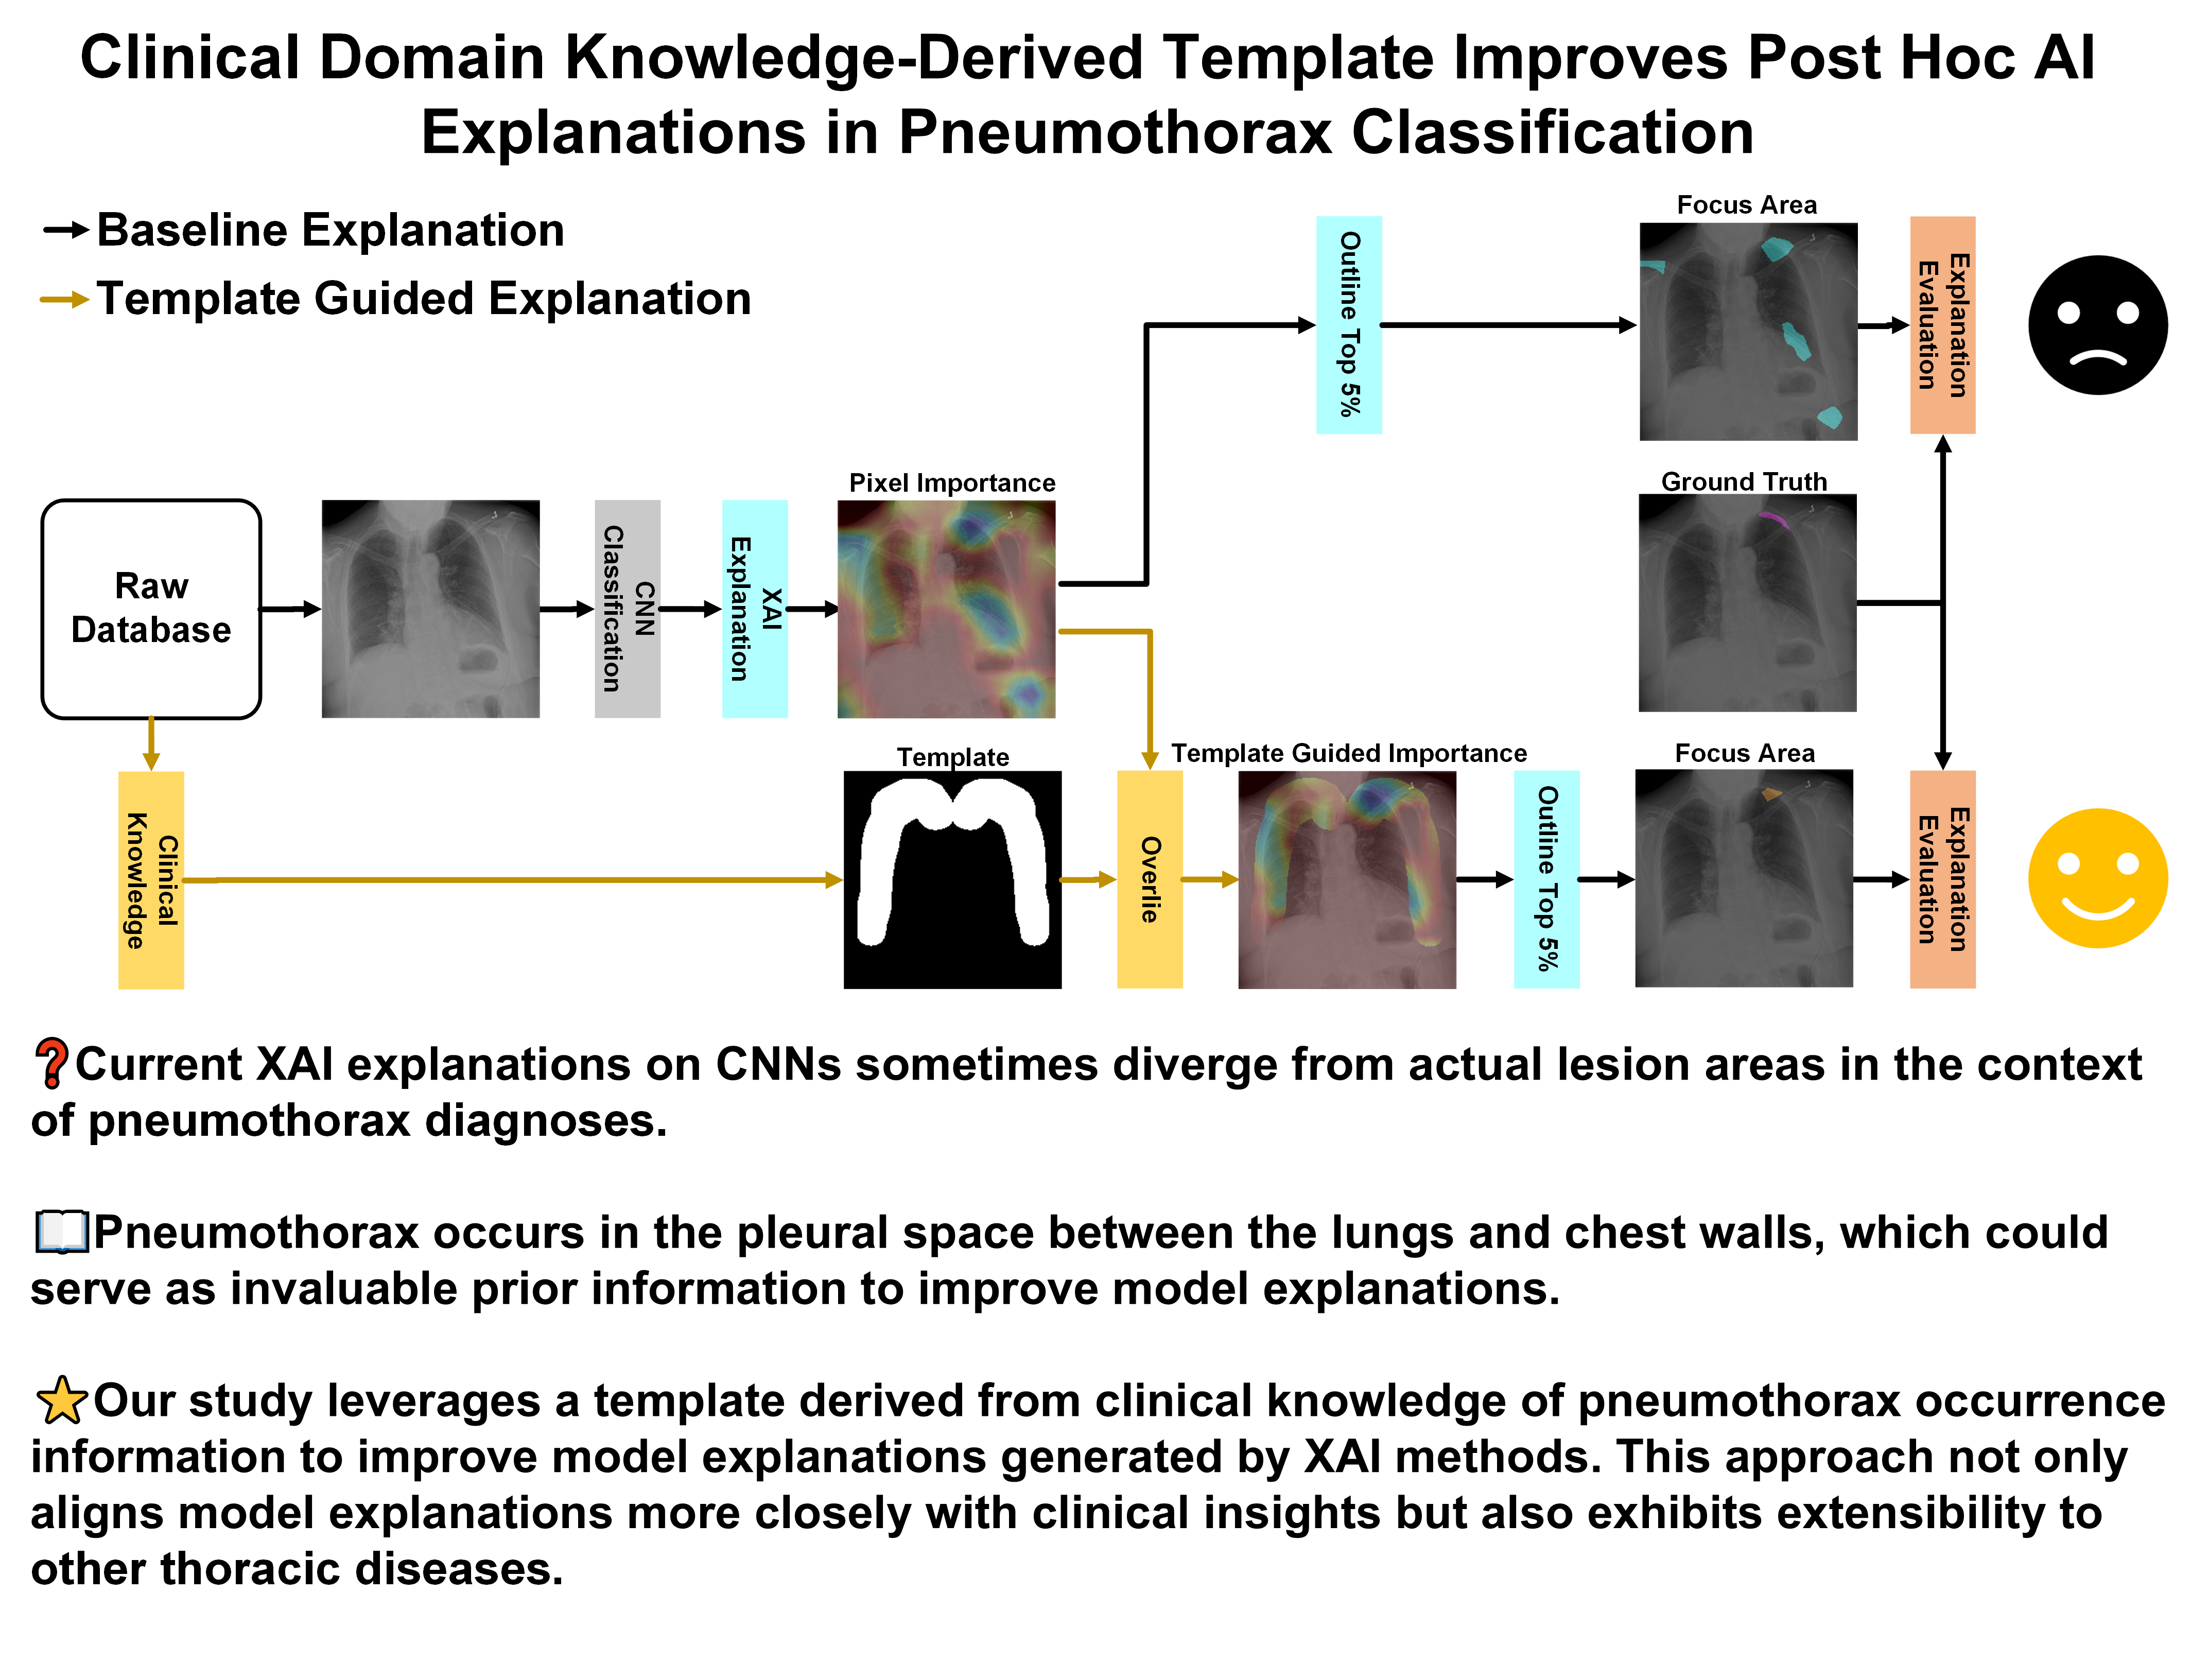 Clinical Domain Knowledge-Derived Template Improves Post Hoc AI
Explanations in Pneumothorax Classification
Baseline Explanation
Template Guided Explanation
Outline Top 5%
Focus Area
Explanation
Evaluation
Raw
Database
CNN
Classification
XAI
Explanation
Pixel Importance
Ground Truth
Clinical
Knowledge
Template
Overlie
Template Guided Importance
Outline Top 5%
Focus Area
Explanation
Evaluation
Current XAI explanations on CNNs sometimes diverge from actual lesion areas in the context
of pneumothorax diagnoses.
Pneumothorax occurs in the pleural space between the lungs and chest walls, which could
serve as invaluable prior information to improve model explanations.
Our study leverages a template derived from clinical knowledge of pneumothorax occurrence
information to improve model explanations generated by XAI methods. This approach not only
aligns model explanations more closely with clinical insights but also exhibits extensibility to
other thoracic diseases.